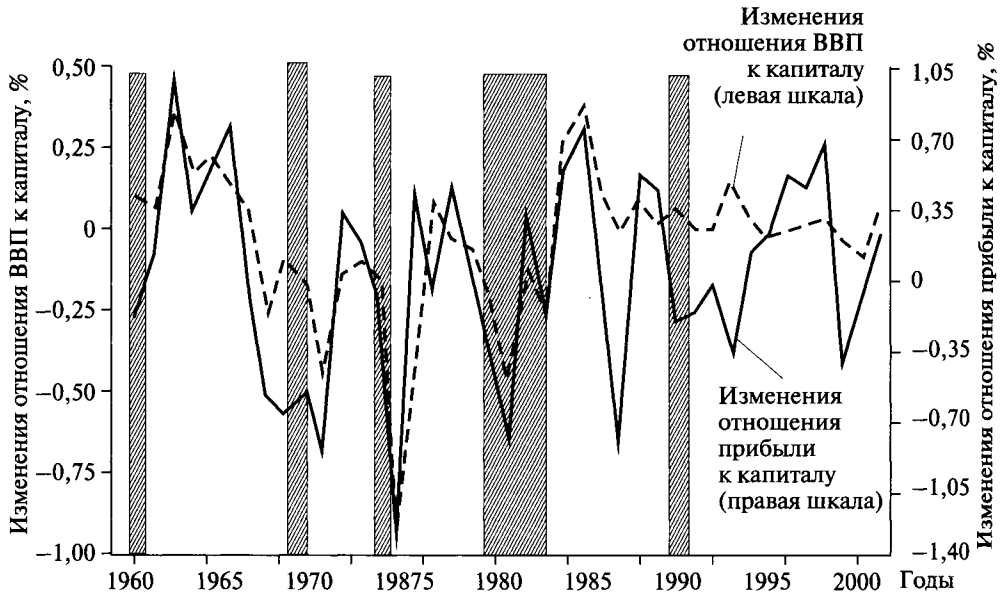 Изменения
отношения ВВП
к капиталу
(левая шкала)
Изменения отношения ВВП к капиталу, %
0,50
0,25
0
–0,25
–0,50
–0,75
–1,00
1,05
0,70
0,35
0
–0,35
–0,70
–1,05
–1,40
Изменения отношения прибыли к капиталу, %
Изменения
отношения
прибыли
к капиталу
(правая шкала)
1960 1965 1970 19875 1980 1985 1990 1995 2000 Годы